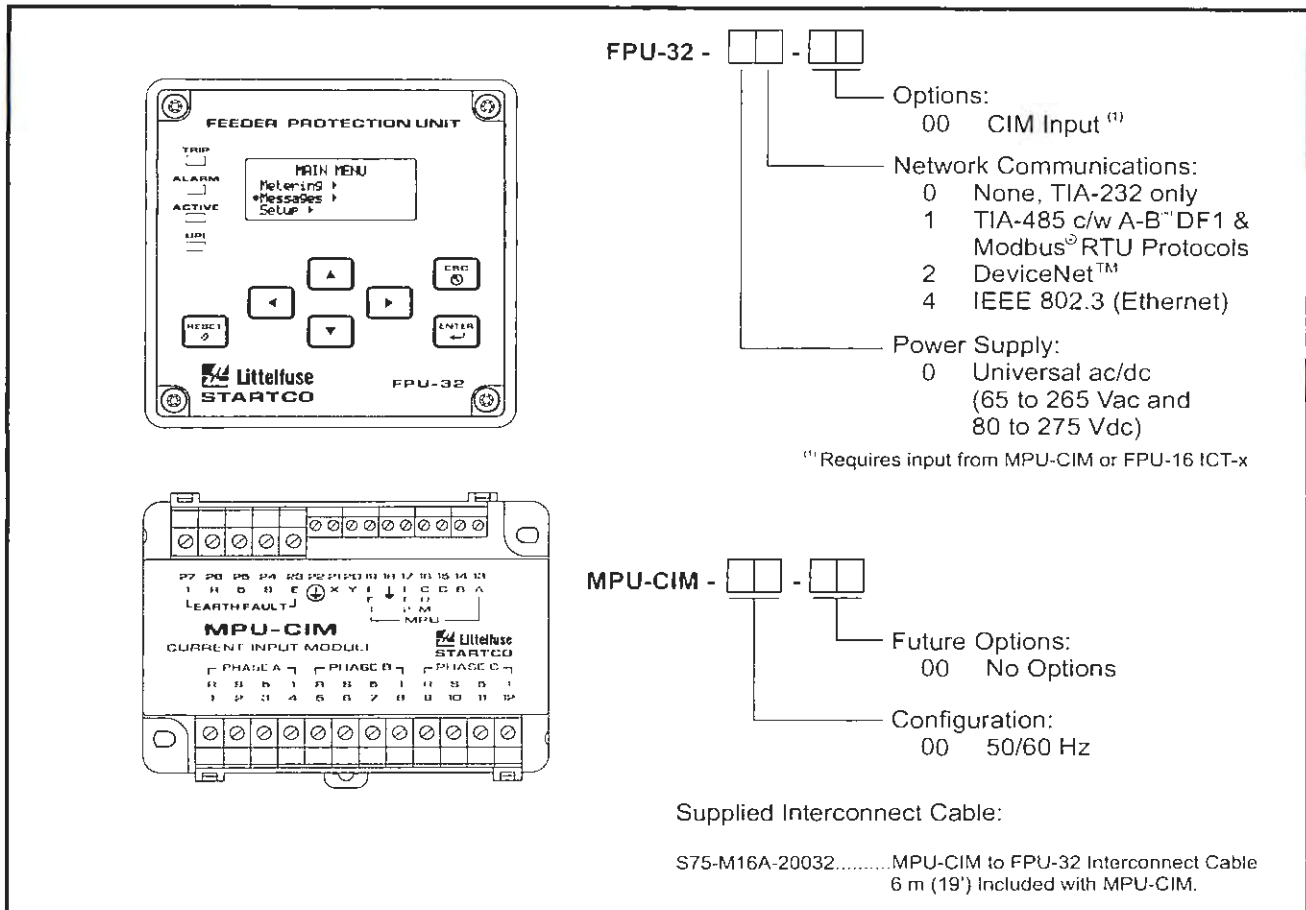 FPU-32 -
-
Options:
00 CIM Input (1)
Network Communications:
0 None, TIA-232 only
1 TIA-485 c/w A-B™ DF1 &
Modbus® RTU Protocols
2 DeviceNet™
4 IEEE 802.3 (Ethernet)
Power Supply:
0 Universal ac/dc
(65 to 265 Vac and
80 to 275 Vdc)
(1) Requires input from MPU-CIM or FPU-16 ICT-x
FEEDER PROTECTION UNIT
TRIP
ALARM
ACTIVE
MAIN MENU
Metering
Messages
Setup
RESET
ENTER
Littelfuse
STARTCO
FPU-32
EARTH FAULT
MPU
MPU-CIM
CURRENT INPUT MODUL
Littelfuse
STARTCO
PHASE A
1 2 3 4
5 6 7 8
9 10 11 12
MPU-CIM -
-
Future Options:
00 No Options
Configuration:
00 50/60 Hz
Supplied Interconnect Cable:
S75-M16A-20032..........MPU-CIM to FPU-32 Interconnect Cable
6 m (19') Included with MPU-CIM.